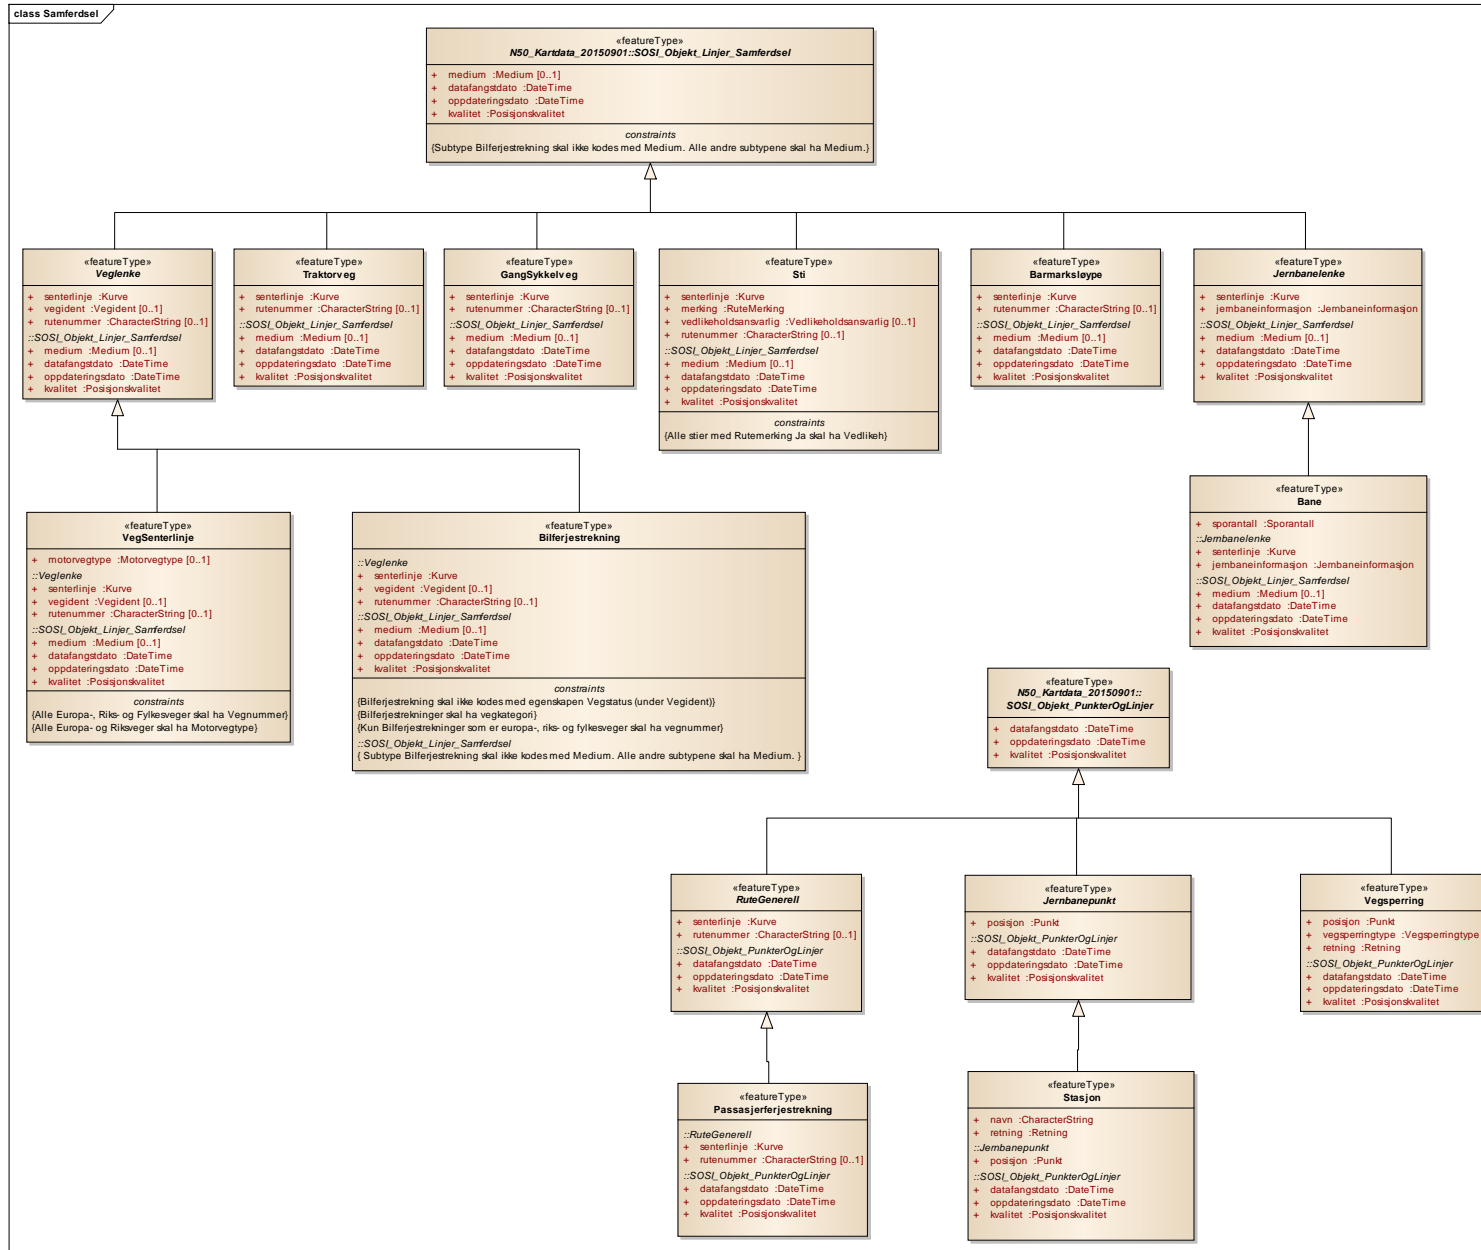 class Samferdsel
«featureType»
N50_Kartdata_20150901::SOSI_Objekt_Linjer_Samferdsel
+ medium :Medium [0..1]
+ datafangstdato :DateTime
+ oppdateringsdato :DateTime
+ kvalitet :Posisjonskvalitet
constraints
{Subtype Bilferjestrekning skal ikke kodes med Medium. Alle andre subtypene skal ha Medium.}
«featureType»
Veglenke
+ senterlinje :Kurve
+ vegident :Vegident [0..1]
+ rutenummer :CharacterString [0..1]
::SOSI_Objekt_Linjer_Samferdsel
+ medium :Medium [0..1]
+ datafangstdato :DateTime
+ oppdateringsdato :DateTime
+ kvalitet :Posisjonskvalitet
«featureType»
Traktorveg
+ senterlinje :Kurve
+ rutenummer :CharacterString [0..1]
::SOSI_Objekt_Linjer_Samferdsel
+ medium :Medium [0..1]
+ datafangstdato :DateTime
+ oppdateringsdato :DateTime
+ kvalitet :Posisjonskvalitet
«featureType»
GangSykkelveg
+ senterlinje :Kurve
+ rutenummer :CharacterString [0..1]
::SOSI_Objekt_Linjer_Samferdsel
+ medium :Medium [0..1]
+ datafangstdato :DateTime
+ oppdateringsdato :DateTime
+ kvalitet :Posisjonskvalitet
«featureType»
Sti
+ senterlinje :Kurve
+ merking :RuteMerking
+ vedlikeholdsansvarlig :Vedlikeholdsansvarlig [0..1]
+ rutenummer :CharacterString [0..1]
::SOSI_Objekt_Linjer_Samferdsel
+ medium :Medium [0..1]
+ datafangstdato :DateTime
+ oppdateringsdato :DateTime
+ kvalitet :Posisjonskvalitet
constraints
{Alle stier med Rutemerking Ja skal ha Vedlikeh}
«featureType»
Barmarksløype
+ senterlinje :Kurve
+ rutenummer :CharacterString [0..1]
::SOSI_Objekt_Linjer_Samferdsel
+ medium :Medium [0..1]
+ datafangstdato :DateTime
+ oppdateringsdato :DateTime
+ kvalitet :Posisjonskvalitet
«featureType»
Jernbanelenke
+ senterlinje :Kurve
+ jernbaneinformasjon :Jernbaneinformasjon
::SOSI_Objekt_Linjer_Samferdsel
+ medium :Medium [0..1]
+ datafangstdato :DateTime
+ oppdateringsdato :DateTime
+ kvalitet :Posisjonskvalitet
«featureType»
VegSenterlinje
+ motorvegtype :Motorvegtype [0..1]
::Veglenke
+ senterlinje :Kurve
+ vegident :Vegident [0..1]
+ rutenummer :CharacterString [0..1]
::SOSI_Objekt_Linjer_Samferdsel
+ medium :Medium [0..1]
+ datafangstdato :DateTime
+ oppdateringsdato :DateTime
+ kvalitet :Posisjonskvalitet
constraints
{Alle Europa-, Riks- og Fylkesveger skal ha Vegnummer}
{Alle Europa- og Riksveger skal ha Motorvegtype}
«featureType»
Bilferjestrekning
::Veglenke
+ senterlinje :Kurve
+ vegident :Vegident [0..1]
+ rutenummer :CharacterString [0..1]
::SOSI_Objekt_Linjer_Samferdsel
+ medium :Medium [0..1]
+ datafangstdato :DateTime
+ oppdateringsdato :DateTime
+ kvalitet :Posisjonskvalitet
constraints
{Bilferjestrekning skal ikke kodes med egenskapen Vegstatus (under Vegident)}
{Bilferjestrekninger skal ha vegkategori}
{Kun Bilferjestrekninger som er europa-, riks- og fylkesveger skal ha vegnummer}
::SOSI_Objekt_Linjer_Samferdsel
{ Subtype Bilferjestrekning skal ikke kodes med Medium. Alle andre subtypene skal ha Medium. }
«featureType»
Bane
+ sporantall :Sporantall
::Jernbanelenke
+ senterlinje :Kurve
+ jernbaneinformasjon :Jernbaneinformasjon
::SOSI_Objekt_Linjer_Samferdsel
+ medium :Medium [0..1]
+ datafangstdato :DateTime
+ oppdateringsdato :DateTime
+ kvalitet :Posisjonskvalitet
«featureType»
N50_Kartdata_20150901::
SOSI_Objekt_PunkterOgLinjer
+ datafangstdato :DateTime
+ oppdateringsdato :DateTime
+ kvalitet :Posisjonskvalitet
«featureType»
RuteGenerell
+ senterlinje :Kurve
+ rutenummer :CharacterString [0..1]
::SOSI_Objekt_PunkterOgLinjer
+ datafangstdato :DateTime
+ oppdateringsdato :DateTime
+ kvalitet :Posisjonskvalitet
«featureType»
Jernbanepunkt
+ posisjon :Punkt
::SOSI_Objekt_PunkterOgLinjer
+ datafangstdato :DateTime
+ oppdateringsdato :DateTime
+ kvalitet :Posisjonskvalitet
«featureType»
Vegsperring
+ posisjon :Punkt
+ vegsperringtype :Vegsperringtype
+ retning :Retning
::SOSI_Objekt_PunkterOgLinjer
+ datafangstdato :DateTime
+ oppdateringsdato :DateTime
+ kvalitet :Posisjonskvalitet
«featureType»
Passasjerferjestrekning
::RuteGenerell
+ senterlinje :Kurve
+ rutenummer :CharacterString [0..1]
::SOSI_Objekt_PunkterOgLinjer
+ datafangstdato :DateTime
+ oppdateringsdato :DateTime
+ kvalitet :Posisjonskvalitet
«featureType»
Stasjon
+ navn :CharacterString
+ retning :Retning
::Jernbanepunkt
+ posisjon :Punkt
::SOSI_Objekt_PunkterOgLinjer
+ datafangstdato :DateTime
+ oppdateringsdato :DateTime
+ kvalitet :Posisjonskvalitet